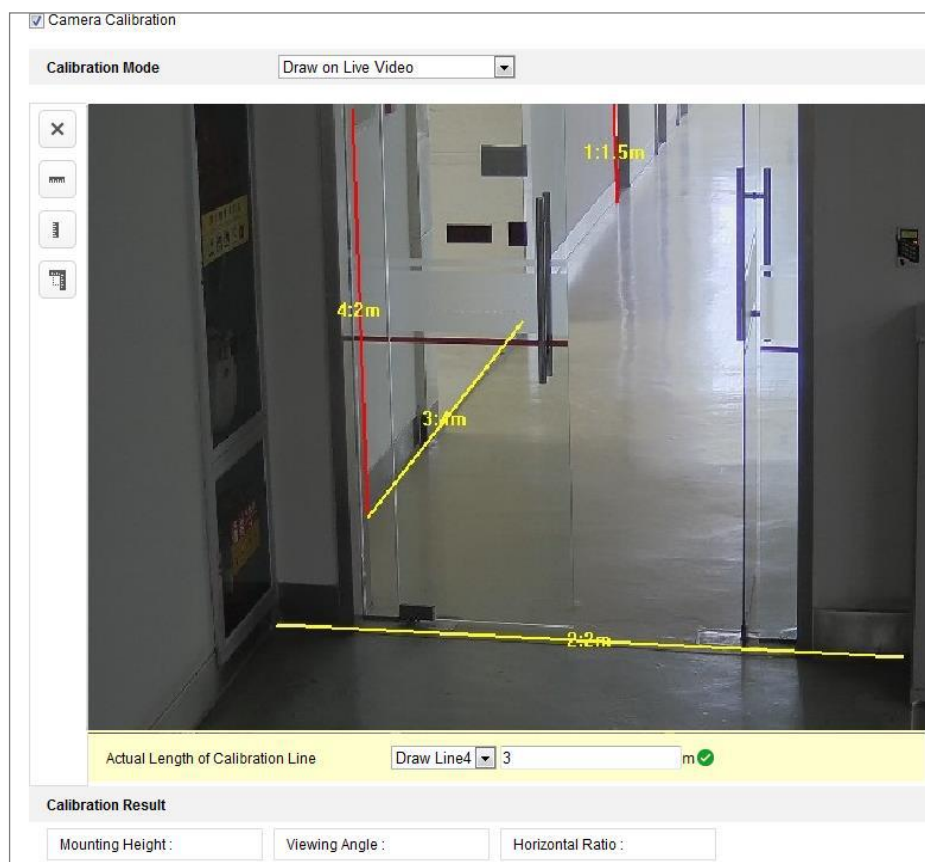 Camera Calibration
Calibration Mode
Draw on Live Video
1:1.5m
4:2m
3:4m
2:2m
Actual Length of Calibration Line
Draw Line4
3
m
Calibration Result
Mounting Height :
Viewing Angle :
Horizontal Ratio :